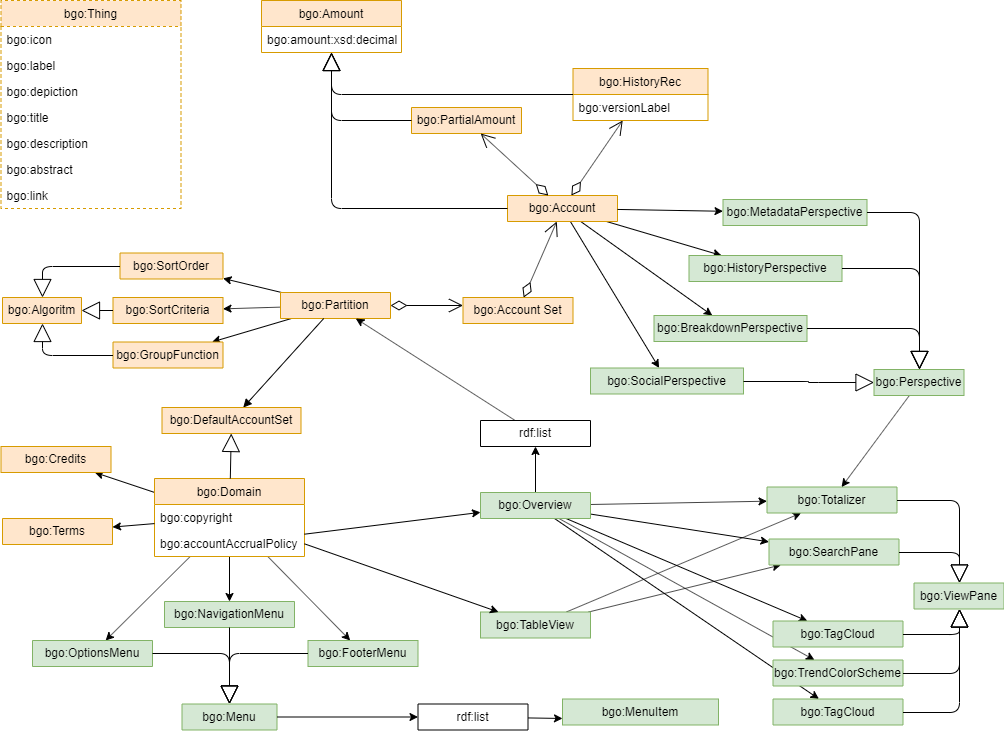 bgo:Thing
bgo:icon
bgo:label
bgo:depiction
bgo:title
bgo:description
bgo:abstract
bgo:link
bgo:Amount
bgo:amount:xsd:decimal
bgo:HistoryRec
bgo:versionLabel
bgo:PartialAmount
bgo:Account
bgo:MetadataPerspective
bgo:HistoryPerspective
bgo:BreakdownPerspective
bgo:SocialPerspective
bgo:Perspective
bgo:SortOrder
bgo:Algoritm
bgo:SortCriteria
bgo:GroupFunction
bgo:Partition
bgo:Account Set
bgo:DefaultAccountSet
rdf:list
bgo:Credits
bgo:Terms
bgo:Domain
bgo:copyright
bgo:accountAccrualPolicy
bgo:Overview
bgo:Totalizer
bgo:SearchPane
bgo:ViewPane
bgo:TableView
bgo:TagCloud
bgo:TrendColorScheme
bgo:TagCloud
bgo:NavigationMenu
bgo:OptionsMenu
bgo:FooterMenu
bgo:Menu
rdf:list
bgo:MenuItem